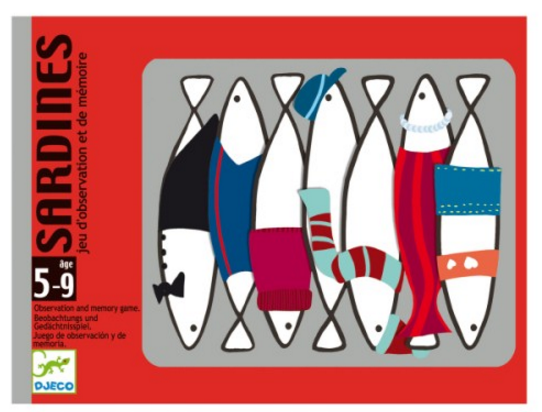 SARDINES
jeu d'observation et de mémoire
âge
5-9
Observation and memory game.
Beobachtungs und
Gedächtnisspiel.
Juego de observación y de
memoria.
DJECO